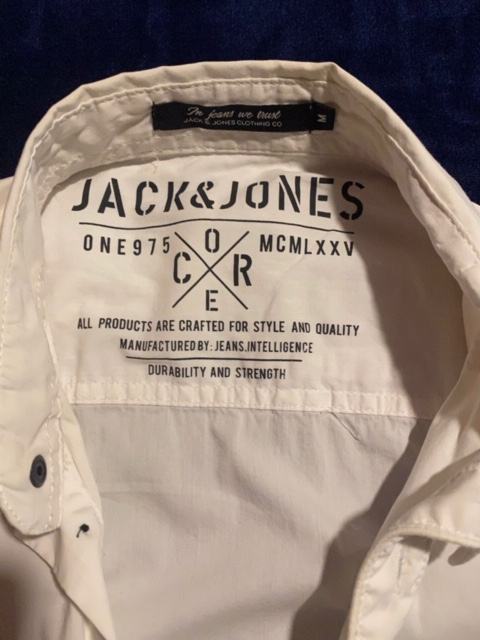 In jeans we trust
JACK & JONES CLOTHING CO
M
JACK&JONES
ONE975 CORE MCMLXXV
ALL PRODUCTS ARE CRAFTED FOR STYLE AND QUALITY
MANUFACTURED BY: JEANS.INTELLIGENCE
DURABILITY AND STRENGTH